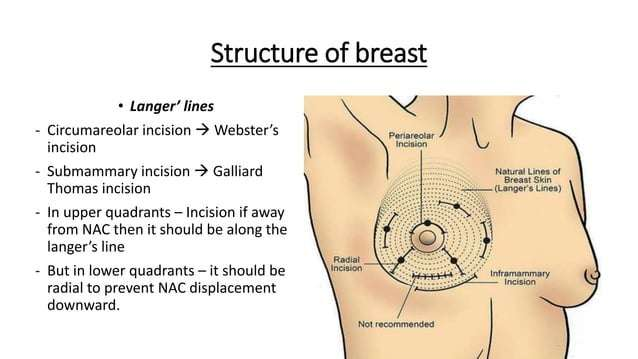 Structure of breast
• Langer’ lines
- Circumareolar incision → Webster’s
incision
- Submammary incision → Galliard
Thomas incision
- In upper quadrants – Incision if away
from NAC then it should be along the
langer’s line
- But in lower quadrants – it should be
radial to prevent NAC displacement
downward.
Periareolar
Incision
Natural Lines of
Breast Skin
(Langer's Lines)
Radial
Incision
Inframammary
Incision
Not recommended